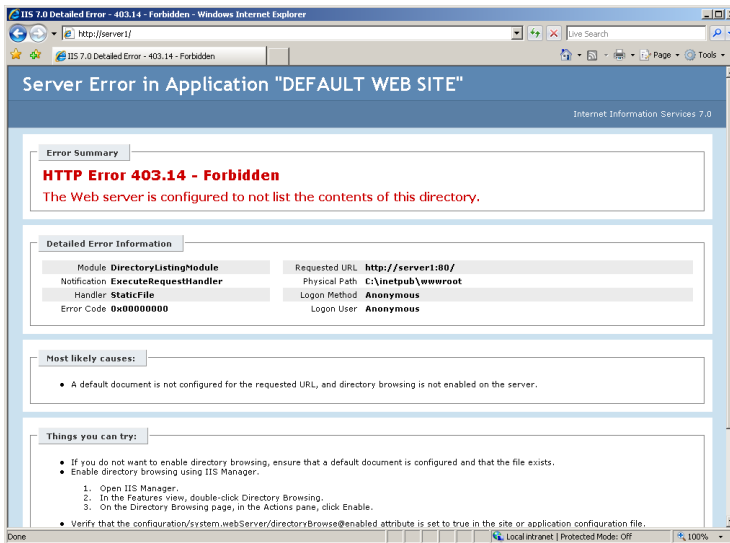 IIS 7.0 Detailed Error - 403.14 - Forbidden - Windows Internet Explorer
http://server1/
Live Search
IIS 7.0 Detailed Error - 403.14 - Forbidden
Page
Tools
Server Error in Application "DEFAULT WEB SITE"
Internet Information Services 7.0
Error Summary
HTTP Error 403.14 - Forbidden
The Web server is configured to not list the contents of this directory.
Detailed Error Information
Module DirectoryListingModule Requested URL http://server1:80/
Notification ExecuteRequestHandler Physical Path C:\inetpub\wwwroot
Handler StaticFile Logon Method Anonymous
Error Code 0x00000000 Logon User Anonymous
Most likely causes:
• A default document is not configured for the requested URL, and directory browsing is not enabled on the server.
Things you can try:
• If you do not want to enable directory browsing, ensure that a default document is configured and that the file exists.
• Enable directory browsing using IIS Manager.
1. Open IIS Manager.
2. In the Features view, double-click Directory Browsing.
3. On the Directory Browsing page, in the Actions pane, click Enable.
• Verify that the configuration/system.webServer/directoryBrowse@enabled attribute is set to true in the site or application configuration file.
Done Local intranet | Protected Mode: Off 100%